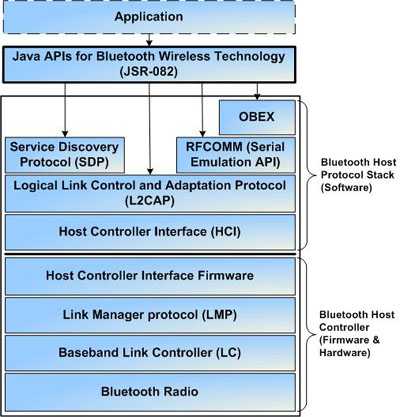 Application
Java APIs for Bluetooth Wireless Technology
(JSR-082)
OBEX
Service Discovery
Protocol (SDP)
RFCOMM (Serial
Emulation API)
Logical Link Control and Adaptation Protocol
(L2CAP)
Host Controller Interface (HCI)
Bluetooth Host
Protocol Stack
(Software)
Host Controller Interface Firmware
Link Manager protocol (LMP)
Baseband Link Controller (LC)
Bluetooth Radio
Bluetooth Host
Controller
(Firmware &
Hardware)